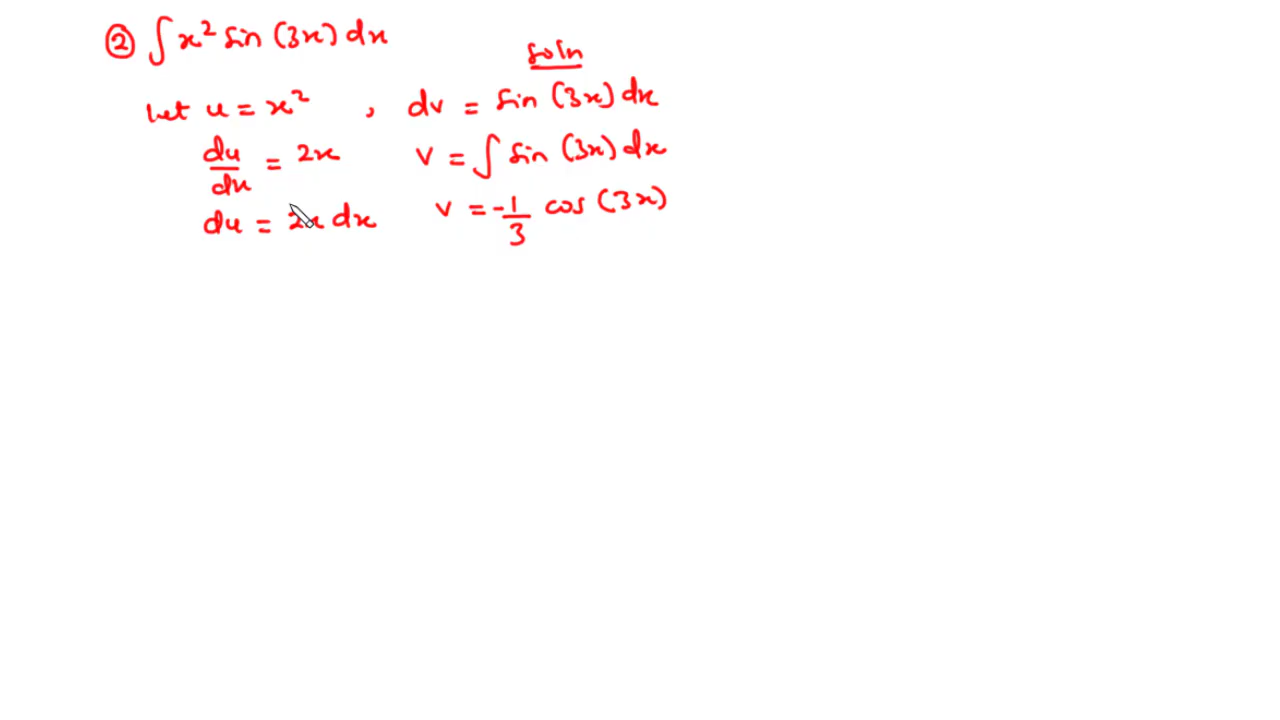 ② ∫ x² sin (3x) dx
soln
Let u = x² , dv = sin (3x) dx
du/dx = 2x v = ∫ sin (3x) dx
du = 2x dx v = -1/3 cos (3x)